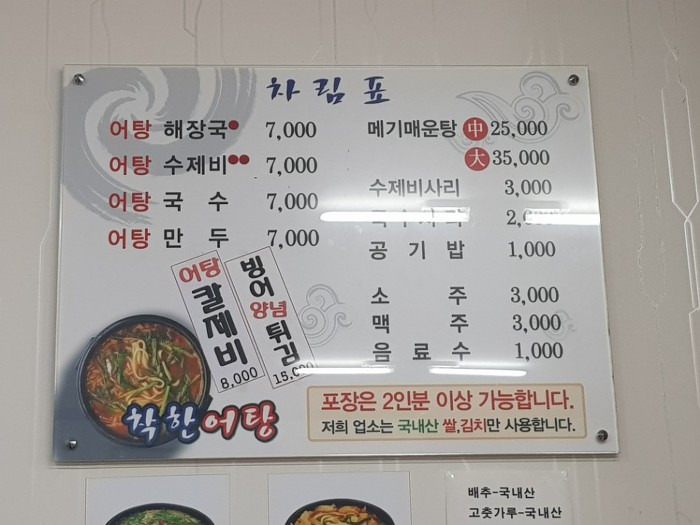 차림표
어탕 해장국 7,000
어탕 수제비 7,000
어탕 국수 7,000
어탕 만두 7,000
메기매운탕 中 25,000
大 35,000
수제비사리 3,000
공기밥 1,000
소주 3,000
맥주 3,000
음료수 1,000
어탕 칼제비 8,000
빙어양념튀김
착한어탕
포장은 2인분 이상 가능합니다.
저희 업소는 국내산 쌀,김치만 사용합니다.
배추-국내산
고춧가루-국내산